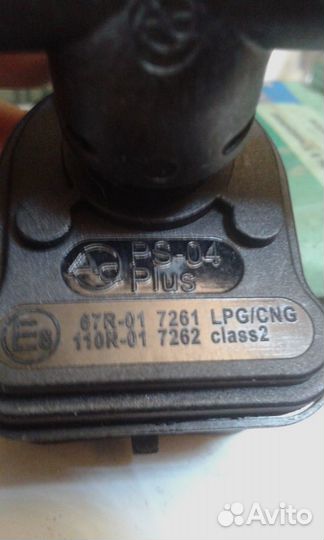 PS-04
Plus
E8 67R-01 7261 LPG/CNG
110R-01 7262 class2
Avito